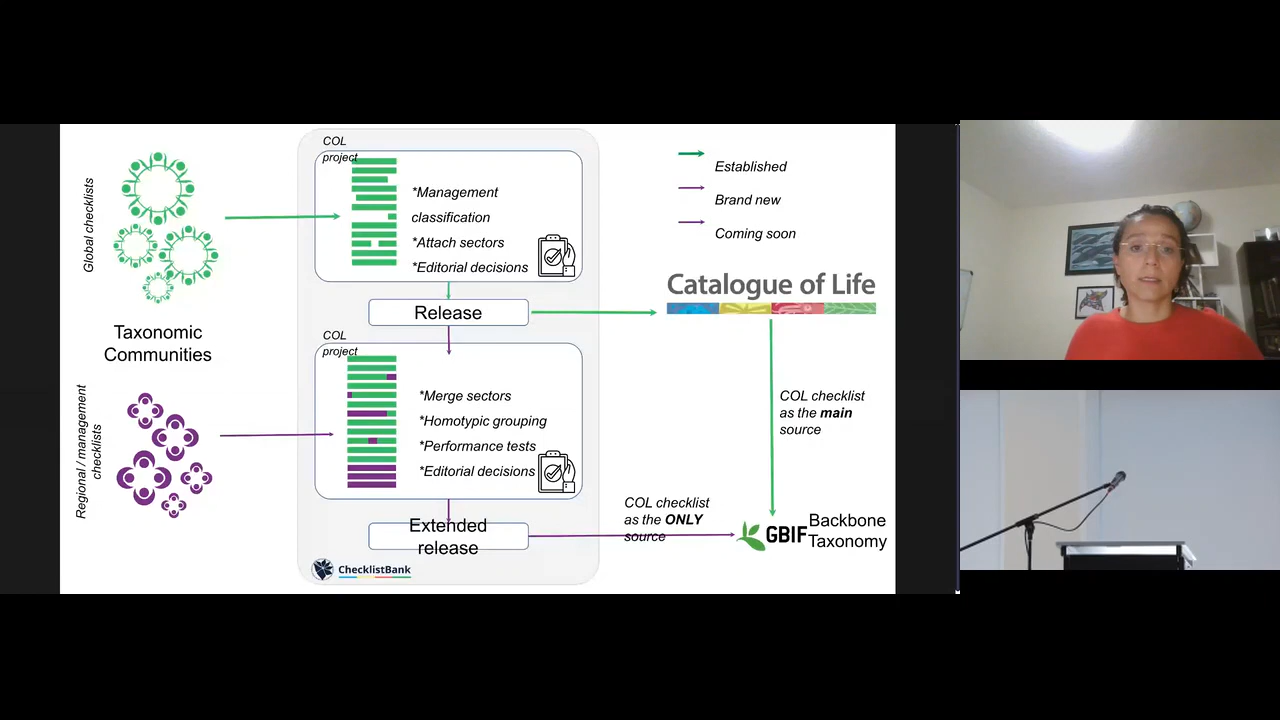 Global checklists
Taxonomic
Communities
Regional / management
checklists
COL
project
*Management
classification
*Attach sectors
*Editorial decisions
Release
COL
project
*Merge sectors
*Homotypic grouping
*Performance tests
*Editorial decisions
Extended
release
ChecklistBank
Established
Brand new
Coming soon
Catalogue of Life
COL checklist
as the main
source
COL checklist
as the ONLY
source
GBIF
Backbone
Taxonomy